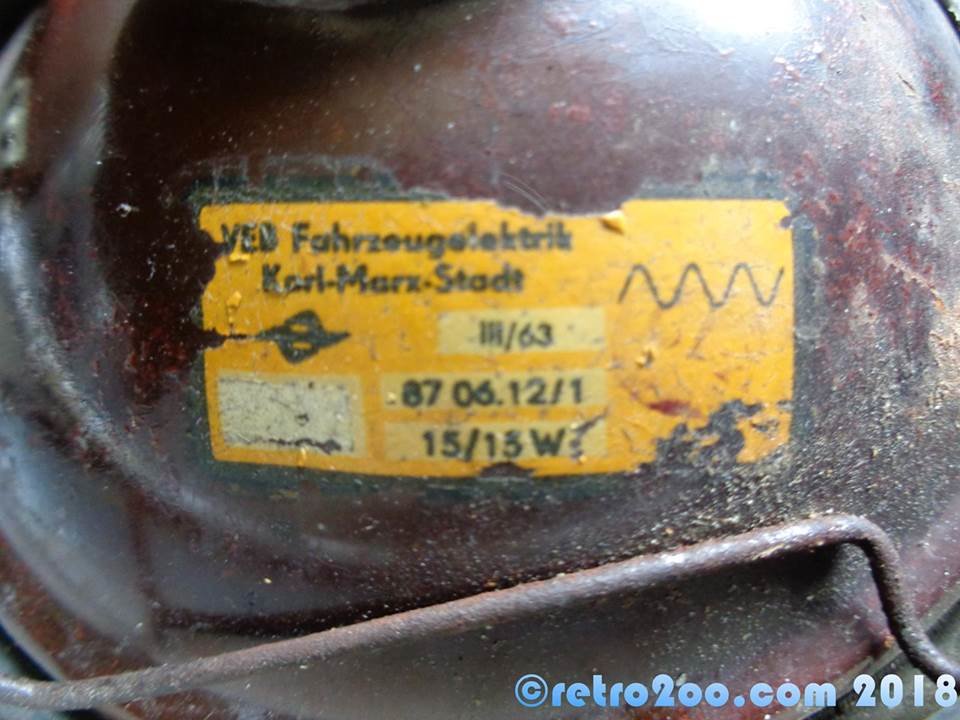 VEB Fahrzeugelektrik
Karl-Marx-Stadt
III/63
87 06.12/1
15/15 W
©retro2oo.com 2018